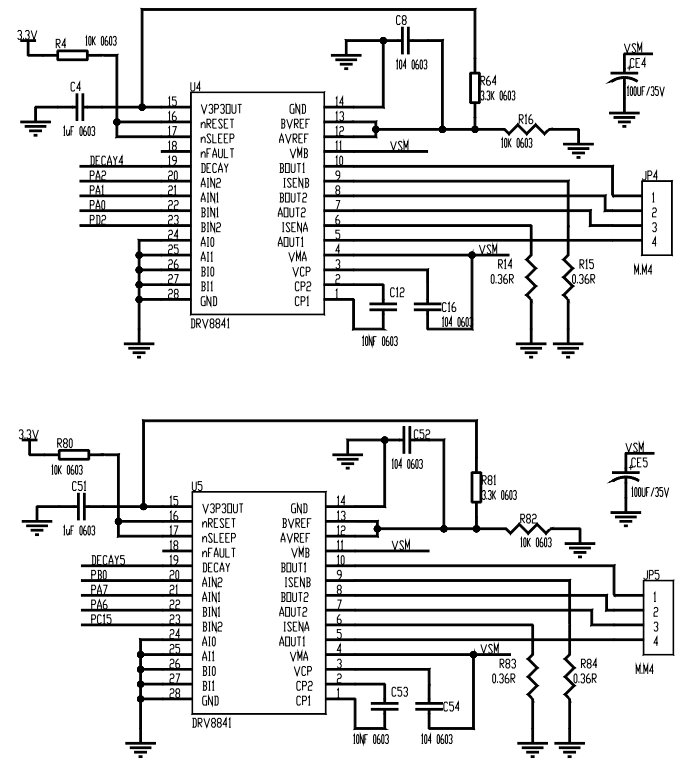 3.3V
R4
10K 0603
C4
1uF 0603
C8
104 0603
R64
3.3K 0603
R16
10K 0603
VSM
CE4
100UF/35V
U4
15 V3P3OUT GND 14
16 nRESET BVREF 13
17 nSLEEP AVREF 12
18 nFAULT VMB 11 VSM
DECAY4 19 DECAY BOUT1 10
PA2 20 AIN2 ISENB 9
PA1 21 AIN1 BOUT2 8
PA0 22 BIN1 AOUT2 7
PD2 23 BIN2 ISENA 6
24 AI0 AOUT1 5
25 AI1 VMA 4 VSM
26 BI0 VCP 3
27 BI1 CP2 2
28 GND CP1 1
DRV8841
JP4
1
2
3
4
M.M4
R14
0.36R
R15
0.36R
C12
10NF 0603
C16
104 0603
3.3V
R80
10K 0603
C51
1uF 0603
C52
104 0603
R81
3.3K 0603
R82
10K 0603
VSM
CE5
100UF/35V
U5
15 V3P3OUT GND 14
16 nRESET BVREF 13
17 nSLEEP AVREF 12
18 nFAULT VMB 11 VSM
DECAY5 19 DECAY BOUT1 10
PB0 20 AIN2 ISENB 9
PA7 21 AIN1 BOUT2 8
PA6 22 BIN1 AOUT2 7
PC15 23 BIN2 ISENA 6
24 AI0 AOUT1 5
25 AI1 VMA 4 VSM
26 BI0 VCP 3
27 BI1 CP2 2
28 GND CP1 1
DRV8841
JP5
1
2
3
4
M.M4
R83
0.36R
R84
0.36R
C53
10NF 0603
C54
104 0603